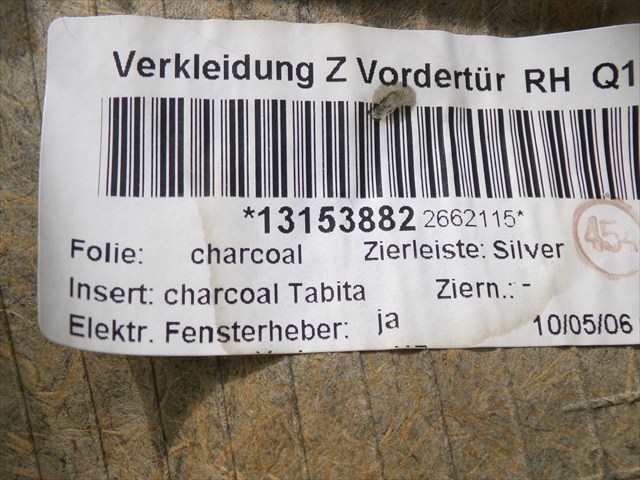 Verkleidung Z Vordertür RH Q1
*13153882 2662115*
Folie: charcoal Zierleiste: Silver
45
Insert: charcoal Tabita Ziern.: -
Elektr. Fensterheber: ja 10/05/06